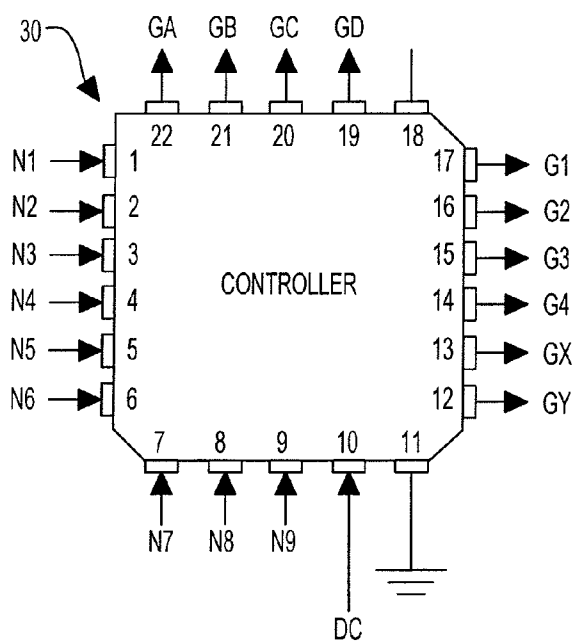 30
GA GB GC GD
22 21 20 19 18
N1 1 17 G1
N2 2 16 G2
N3 3 15 G3
N4 4 14 G4
N5 5 13 GX
N6 6 12 GY
CONTROLLER
7 8 9 10 11
N7 N8 N9
DC